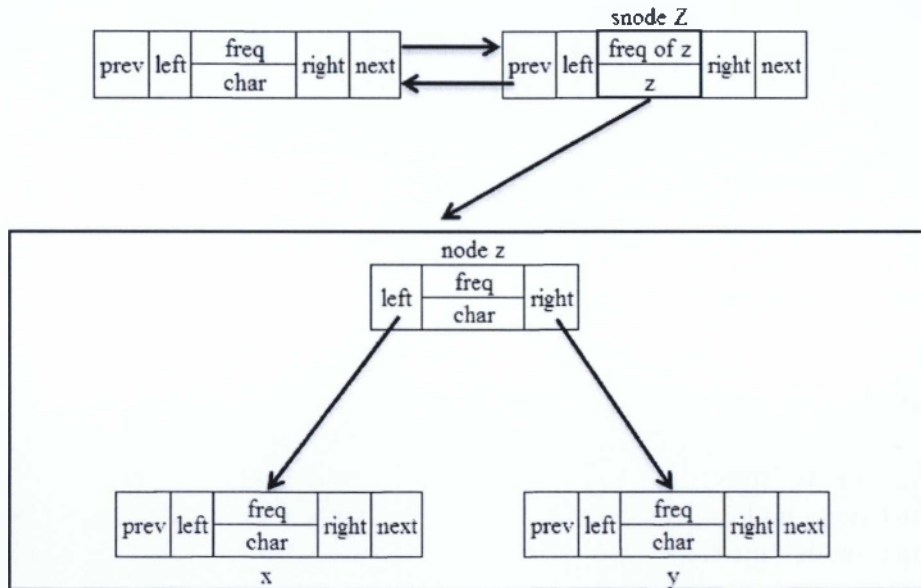 snode Z
prev left freq char right next
prev left freq of z z right next
node z
left freq char right
prev left freq char right next
prev left freq char right next
x
y